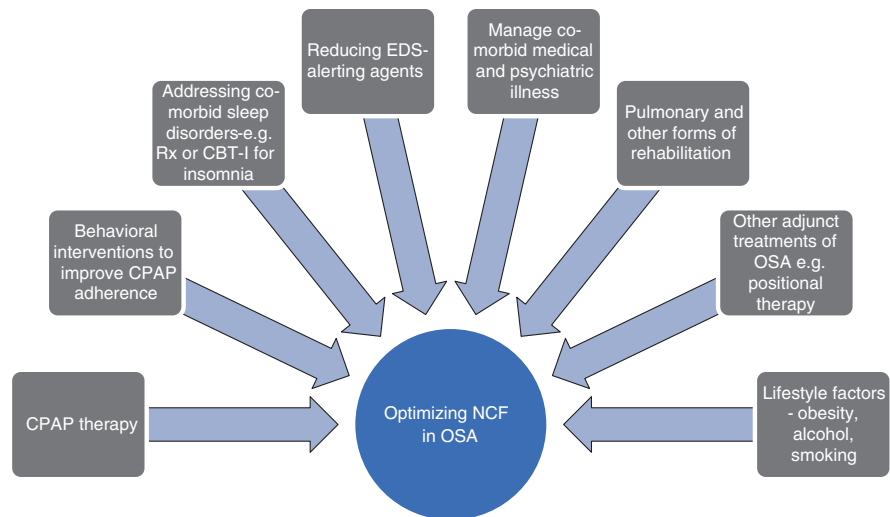 Reducing EDS-
alerting agents
Manage co-
morbid medical
and psychiatric
illness
Addressing co-
morbid sleep
disorders-e.g.
Rx or CBT-I for
insomnia
Pulmonary and
other forms of
rehabilitation
Behavioral
interventions to
improve CPAP
adherence
Other adjunct
treatments of
OSA e.g.
positional
therapy
CPAP therapy
Optimizing NCF
in OSA
Lifestyle factors
- obesity,
alcohol,
smoking